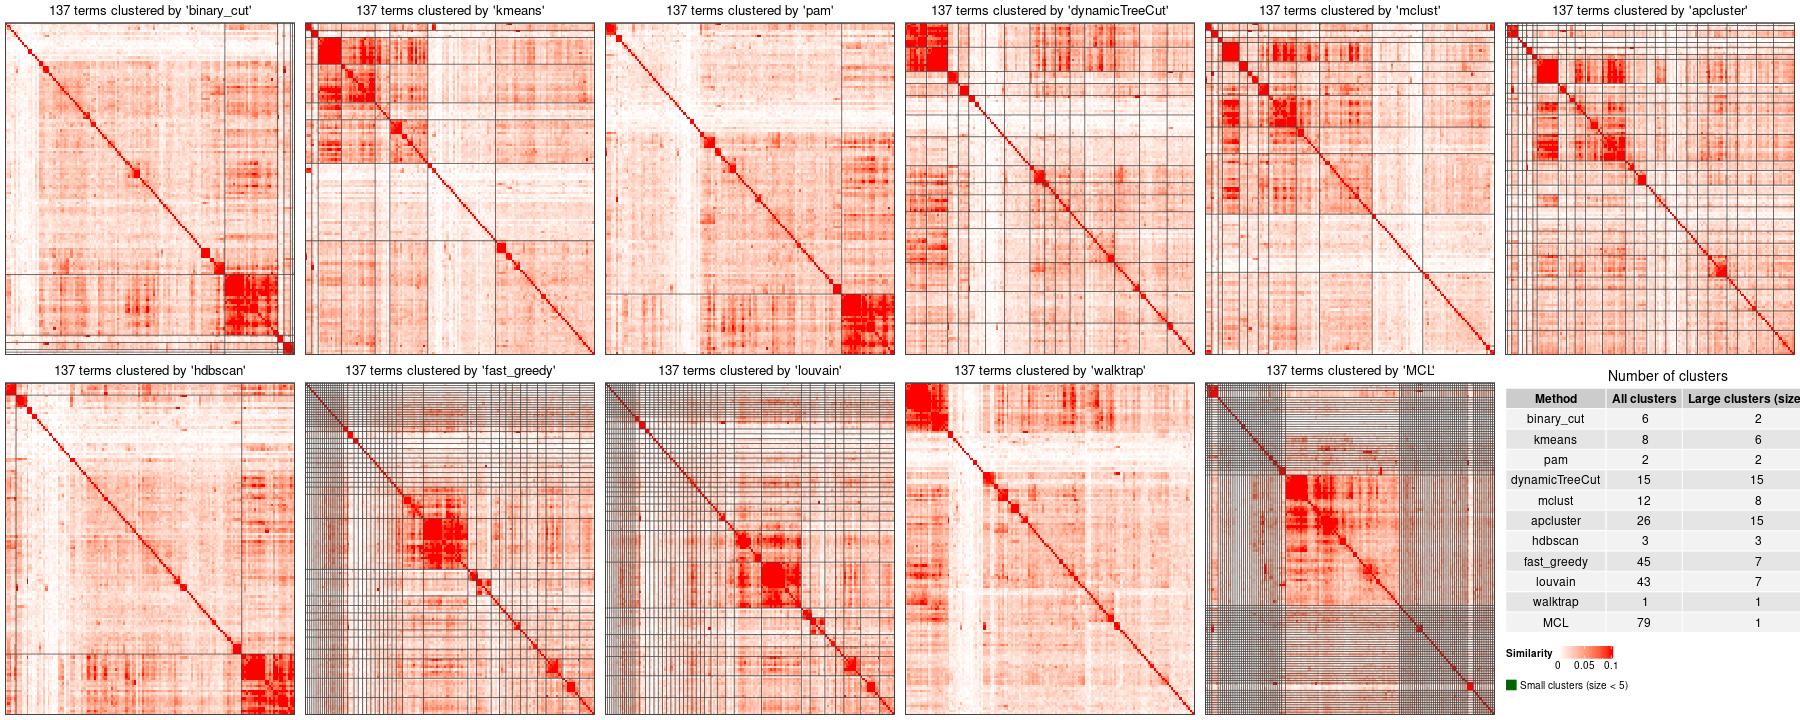 137 terms clustered by 'binary_cut'
137 terms clustered by 'kmeans'
137 terms clustered by 'pam'
137 terms clustered by 'dynamicTreeCut'
137 terms clustered by 'mclust'
137 terms clustered by 'apcluster'
137 terms clustered by 'hdbscan'
137 terms clustered by 'fast_greedy'
137 terms clustered by 'louvain'
137 terms clustered by 'walktrap'
137 terms clustered by 'MCL'
Number of clusters
Method All clusters Large clusters (size
binary_cut 6 2
kmeans 8 6
pam 2 2
dynamicTreeCut 15 15
mclust 12 8
apcluster 26 15
hdbscan 3 3
fast_greedy 45 7
louvain 43 7
walktrap 1 1
MCL 79 1
Similarity
0 0.05 0.1
Small clusters (size < 5)